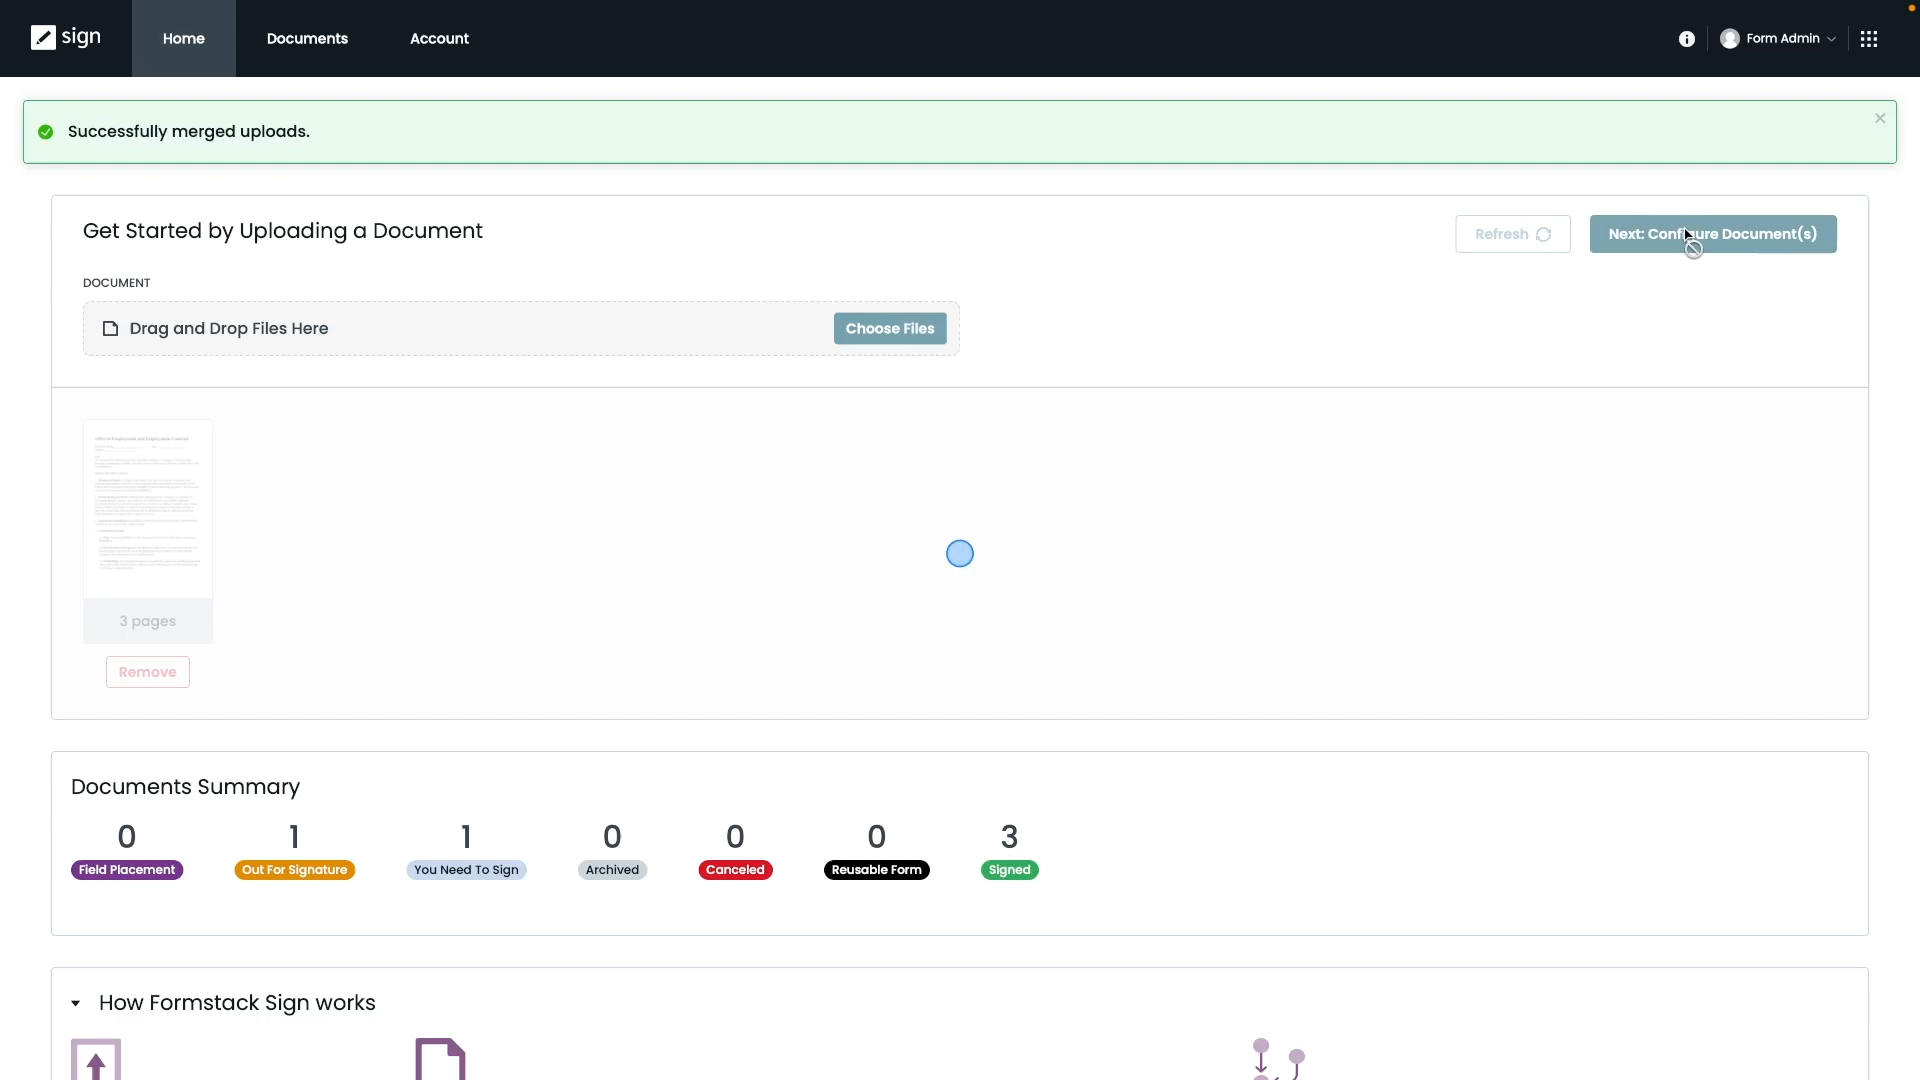 sign
Home
Documents
Account
Form Admin
Successfully merged uploads.
Get Started by Uploading a Document
Refresh
Next: Configure Document(s)
DOCUMENT
Drag and Drop Files Here
Choose Files
3 pages
Remove
Documents Summary
0
1
1
0
0
0
3
Field Placement
Out For Signature
You Need To Sign
Archived
Canceled
Reusable Form
Signed
How Formstack Sign works